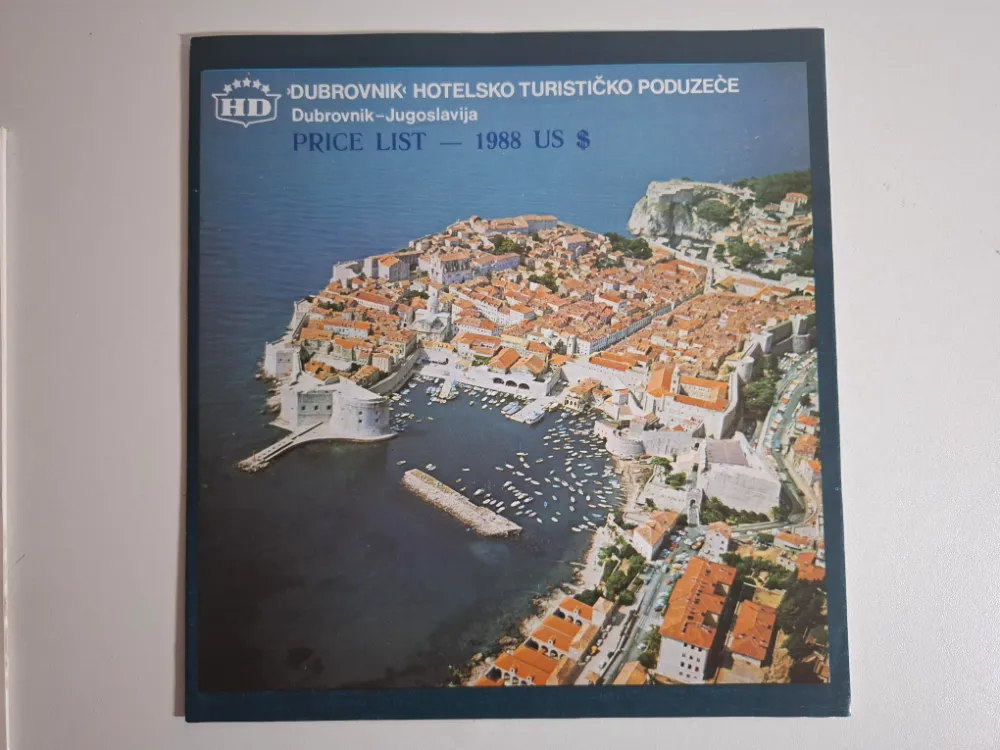 HD
›DUBROVNIK‹ HOTELSKO TURISTIČKO PODUZEĆE
Dubrovnik–Jugoslavija
PRICE LIST — 1988 US $